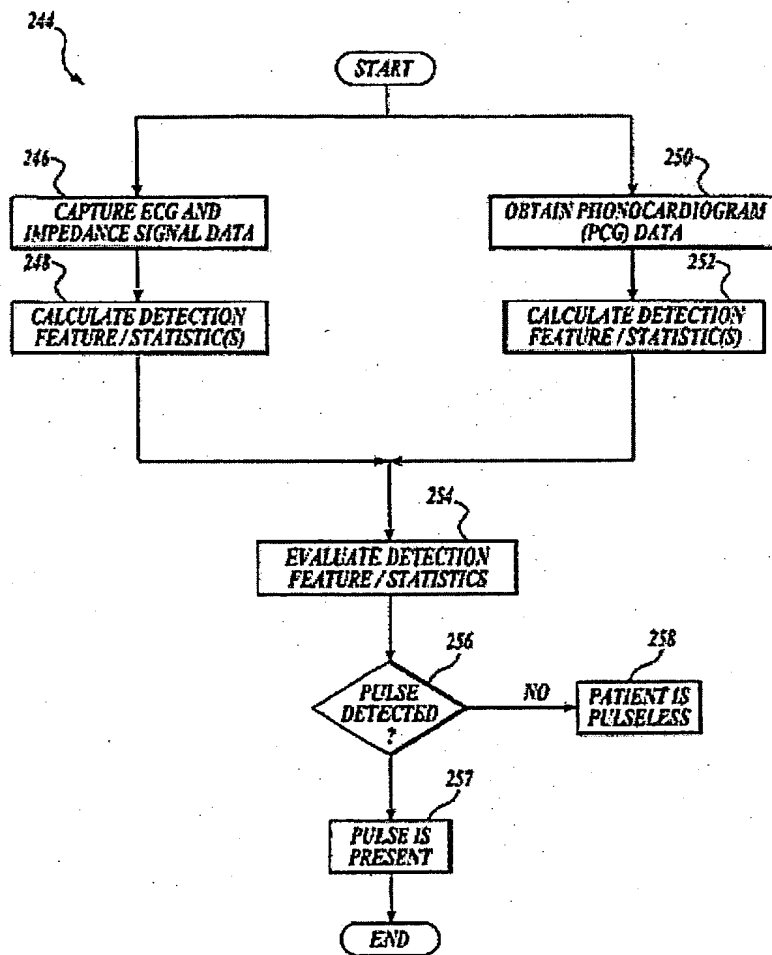 244
START
246
CAPTURE ECG AND
IMPEDANCE SIGNAL DATA
248
CALCULATE DETECTION
FEATURE / STATISTIC(S)
250
OBTAIN PHONOCARDIOGRAM
(PCG) DATA
252
CALCULATE DETECTION
FEATURE / STATISTIC(S)
254
EVALUATE DETECTION
FEATURE / STATISTICS
256
PULSE
DETECTED
?
NO
258
PATIENT IS
PULSELESS
257
PULSE IS
PRESENT
END